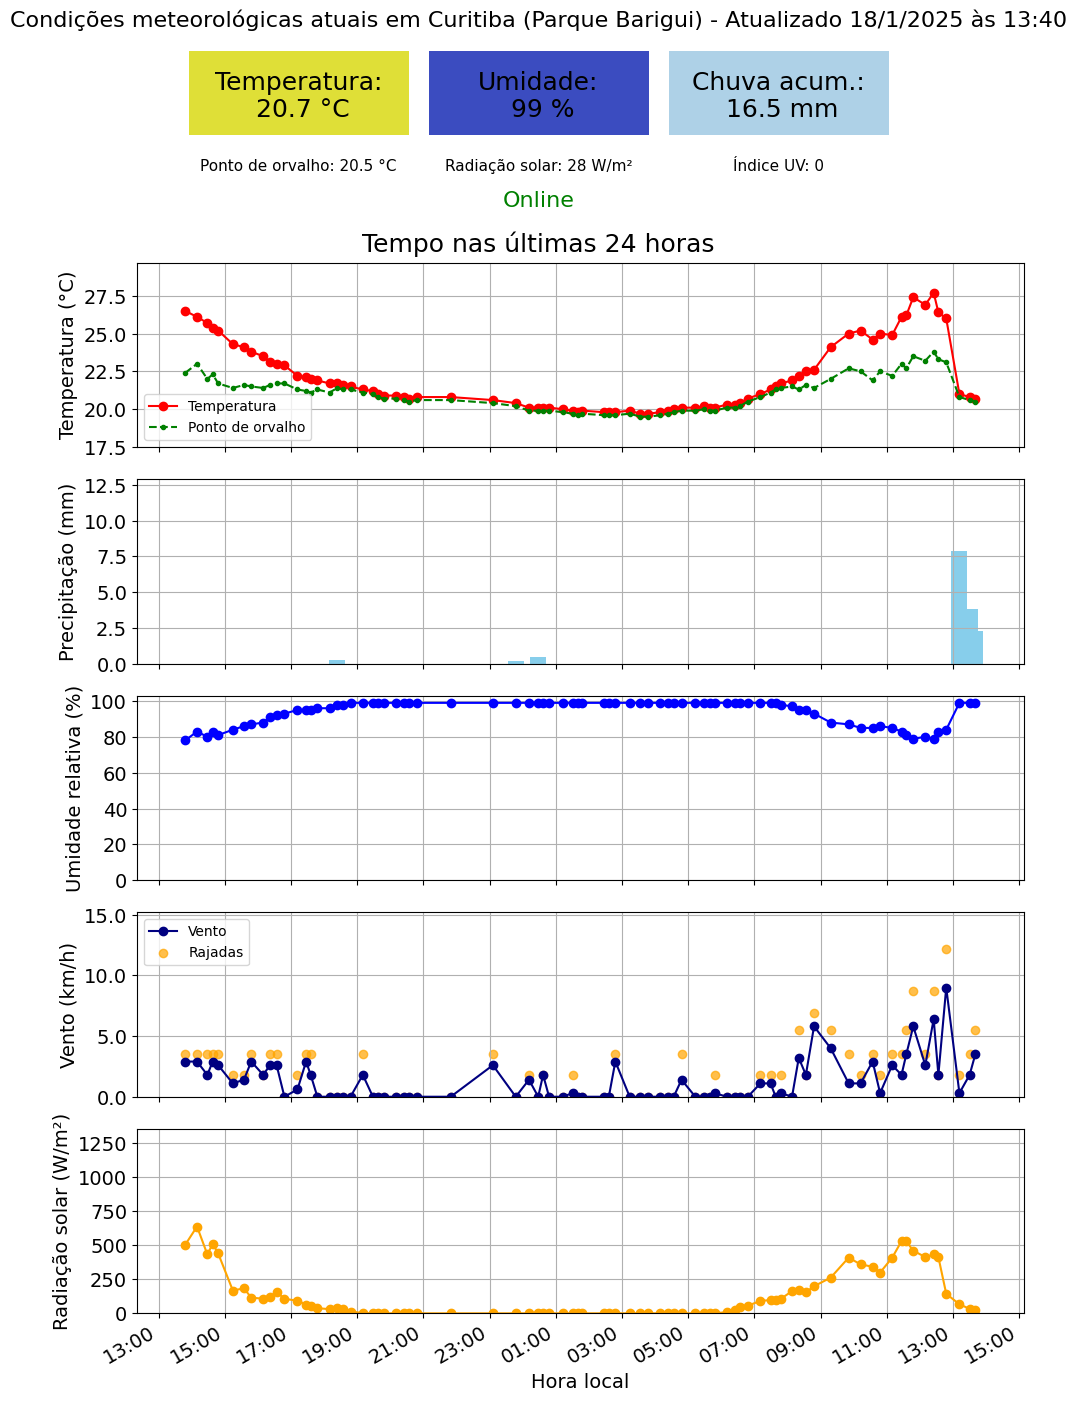 Condições meteorológicas atuais em Curitiba (Parque Barigui) - Atualizado 18/1/2025 às 13:40
Temperatura:
20.7 °C
Umidade:
99 %
Chuva acum.:
16.5 mm
Ponto de orvalho: 20.5 °C
Radiação solar: 28 W/m²
Índice UV: 0
Online
Tempo nas últimas 24 horas
Temperatura (°C)
27.5
25.0
22.5
20.0
17.5
Temperatura
Ponto de orvalho
Precipitação (mm)
12.5
10.0
7.5
5.0
2.5
0.0
Umidade relativa (%)
100
80
60
40
20
0
Vento (km/h)
15.0
10.0
5.0
0.0
Vento
Rajadas
Radiação solar (W/m²)
1250
1000
750
500
250
0
13:00
15:00
17:00
19:00
21:00
23:00
01:00
03:00
05:00
07:00
09:00
11:00
13:00
15:00
Hora local